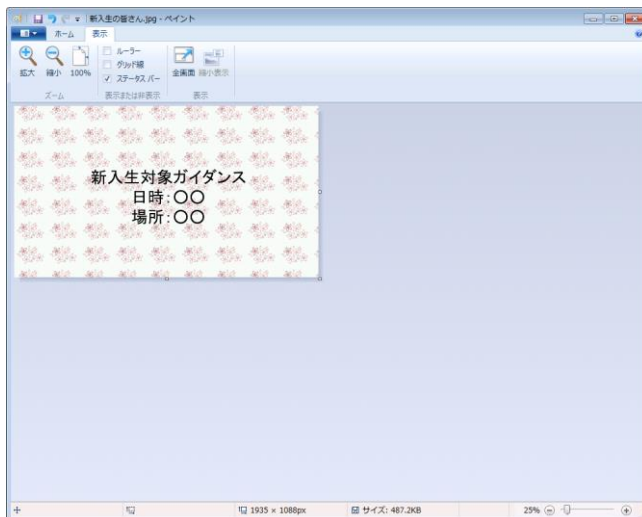 新入生の皆さん.jpg - ペイント
ホーム 表示
拡大 縮小 100%
ルーラー
グリッド線
ステータス バー
全画面 縮小表示
ズーム 表示または非表示 表示
新入生対象ガイダンス
日時:〇〇
場所:〇〇
1935 × 1088px サイズ: 487.2KB 25%